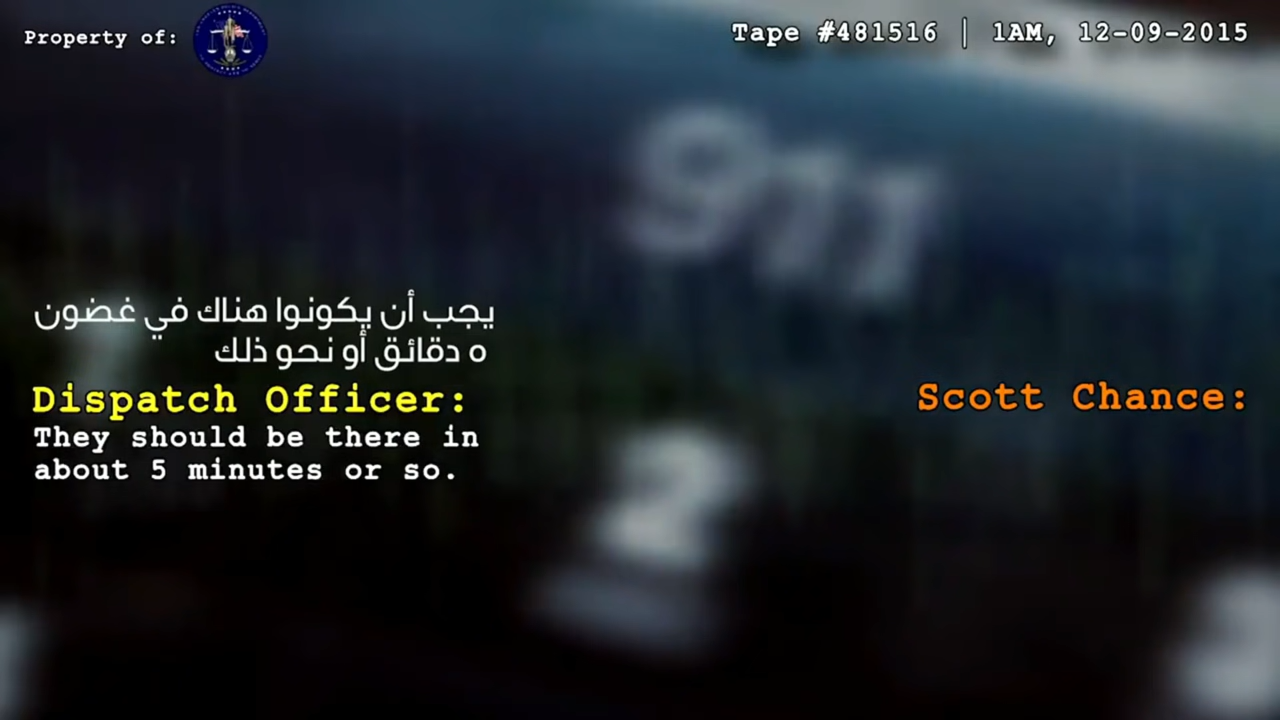 Property of:
Tape #481516 | 1AM, 12-09-2015
911
يجب أن يكونوا هناك في غضون
٥ دقائق أو نحو ذلك
Dispatch Officer:
They should be there in
about 5 minutes or so.
Scott Chance:
2